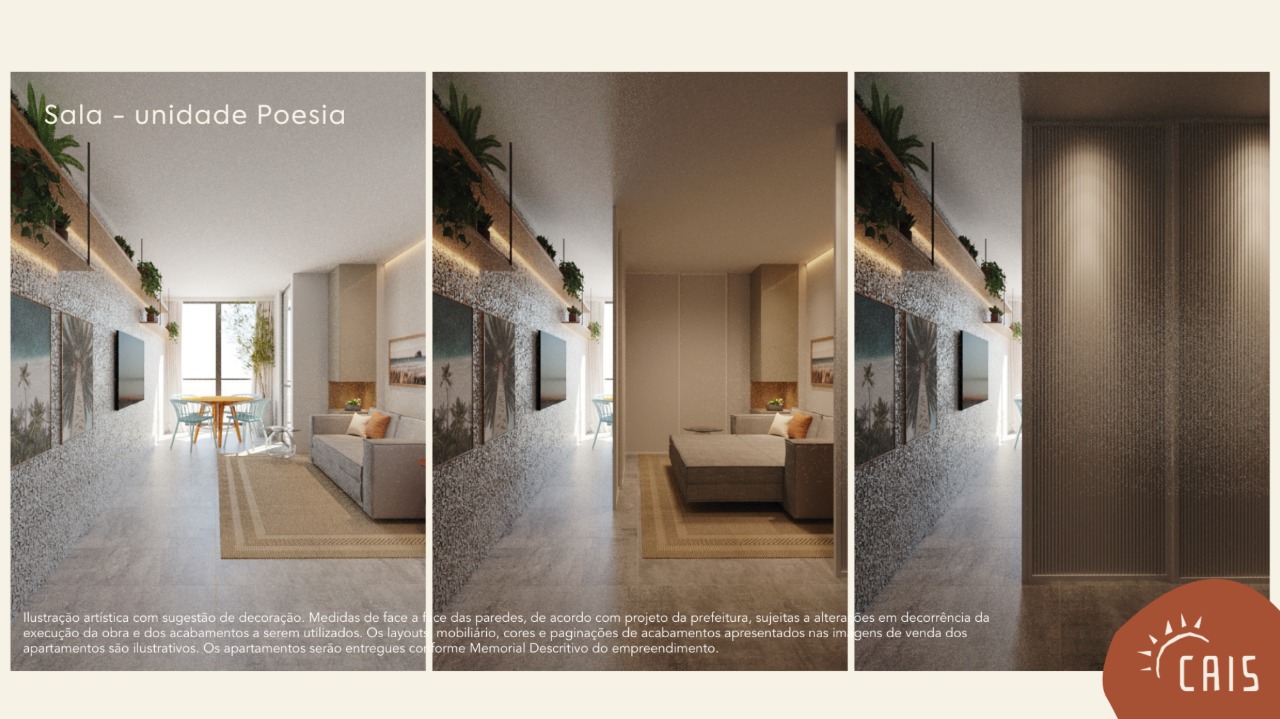 Sala - unidade Poesia
Ilustração artística com sugestão de decoração. Medidas de face a face das paredes, de acordo com projeto da prefeitura, sujeitas a alterações em decorrência da
execução da obra e dos acabamentos a serem utilizados. Os layouts, mobiliário, cores e paginações de acabamentos apresentados nas imagens de venda dos
apartamentos são ilustrativos. Os apartamentos serão entregues conforme Memorial Descritivo do empreendimento.
CAIS